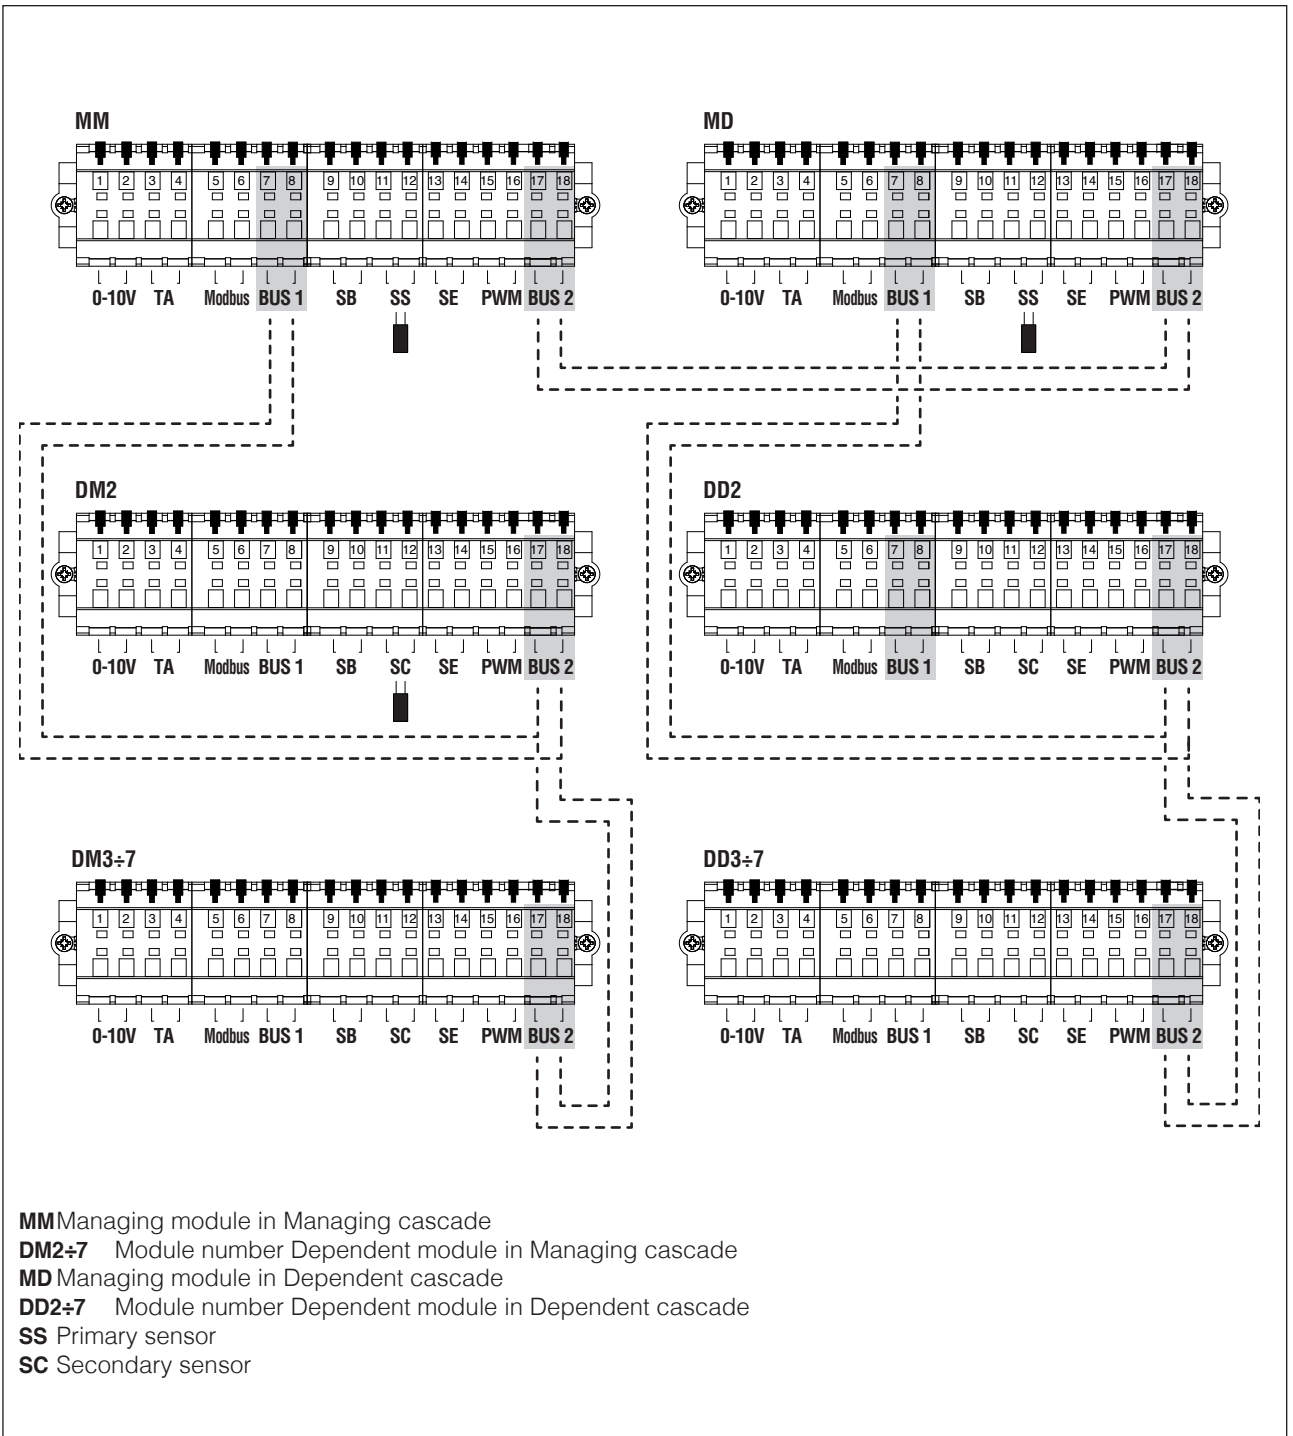 MM
MD
1 2 3 4 5 6 7 8 9 10 11 12 13 14 15 16 17 18
1 2 3 4 5 6 7 8 9 10 11 12 13 14 15 16 17 18
0-10V TA Modbus BUS 1 SB SS SE PWM BUS 2
0-10V TA Modbus BUS 1 SB SS SE PWM BUS 2
DM2
DD2
1 2 3 4 5 6 7 8 9 10 11 12 13 14 15 16 17 18
1 2 3 4 5 6 7 8 9 10 11 12 13 14 15 16 17 18
0-10V TA Modbus BUS 1 SB SC SE PWM BUS 2
0-10V TA Modbus BUS 1 SB SC SE PWM BUS 2
DM3÷7
DD3÷7
1 2 3 4 5 6 7 8 9 10 11 12 13 14 15 16 17 18
1 2 3 4 5 6 7 8 9 10 11 12 13 14 15 16 17 18
0-10V TA Modbus BUS 1 SB SC SE PWM BUS 2
0-10V TA Modbus BUS 1 SB SC SE PWM BUS 2
MM Managing module in Managing cascade
DM2÷7 Module number Dependent module in Managing cascade
MD Managing module in Dependent cascade
DD2÷7 Module number Dependent module in Dependent cascade
SS Primary sensor
SC Secondary sensor